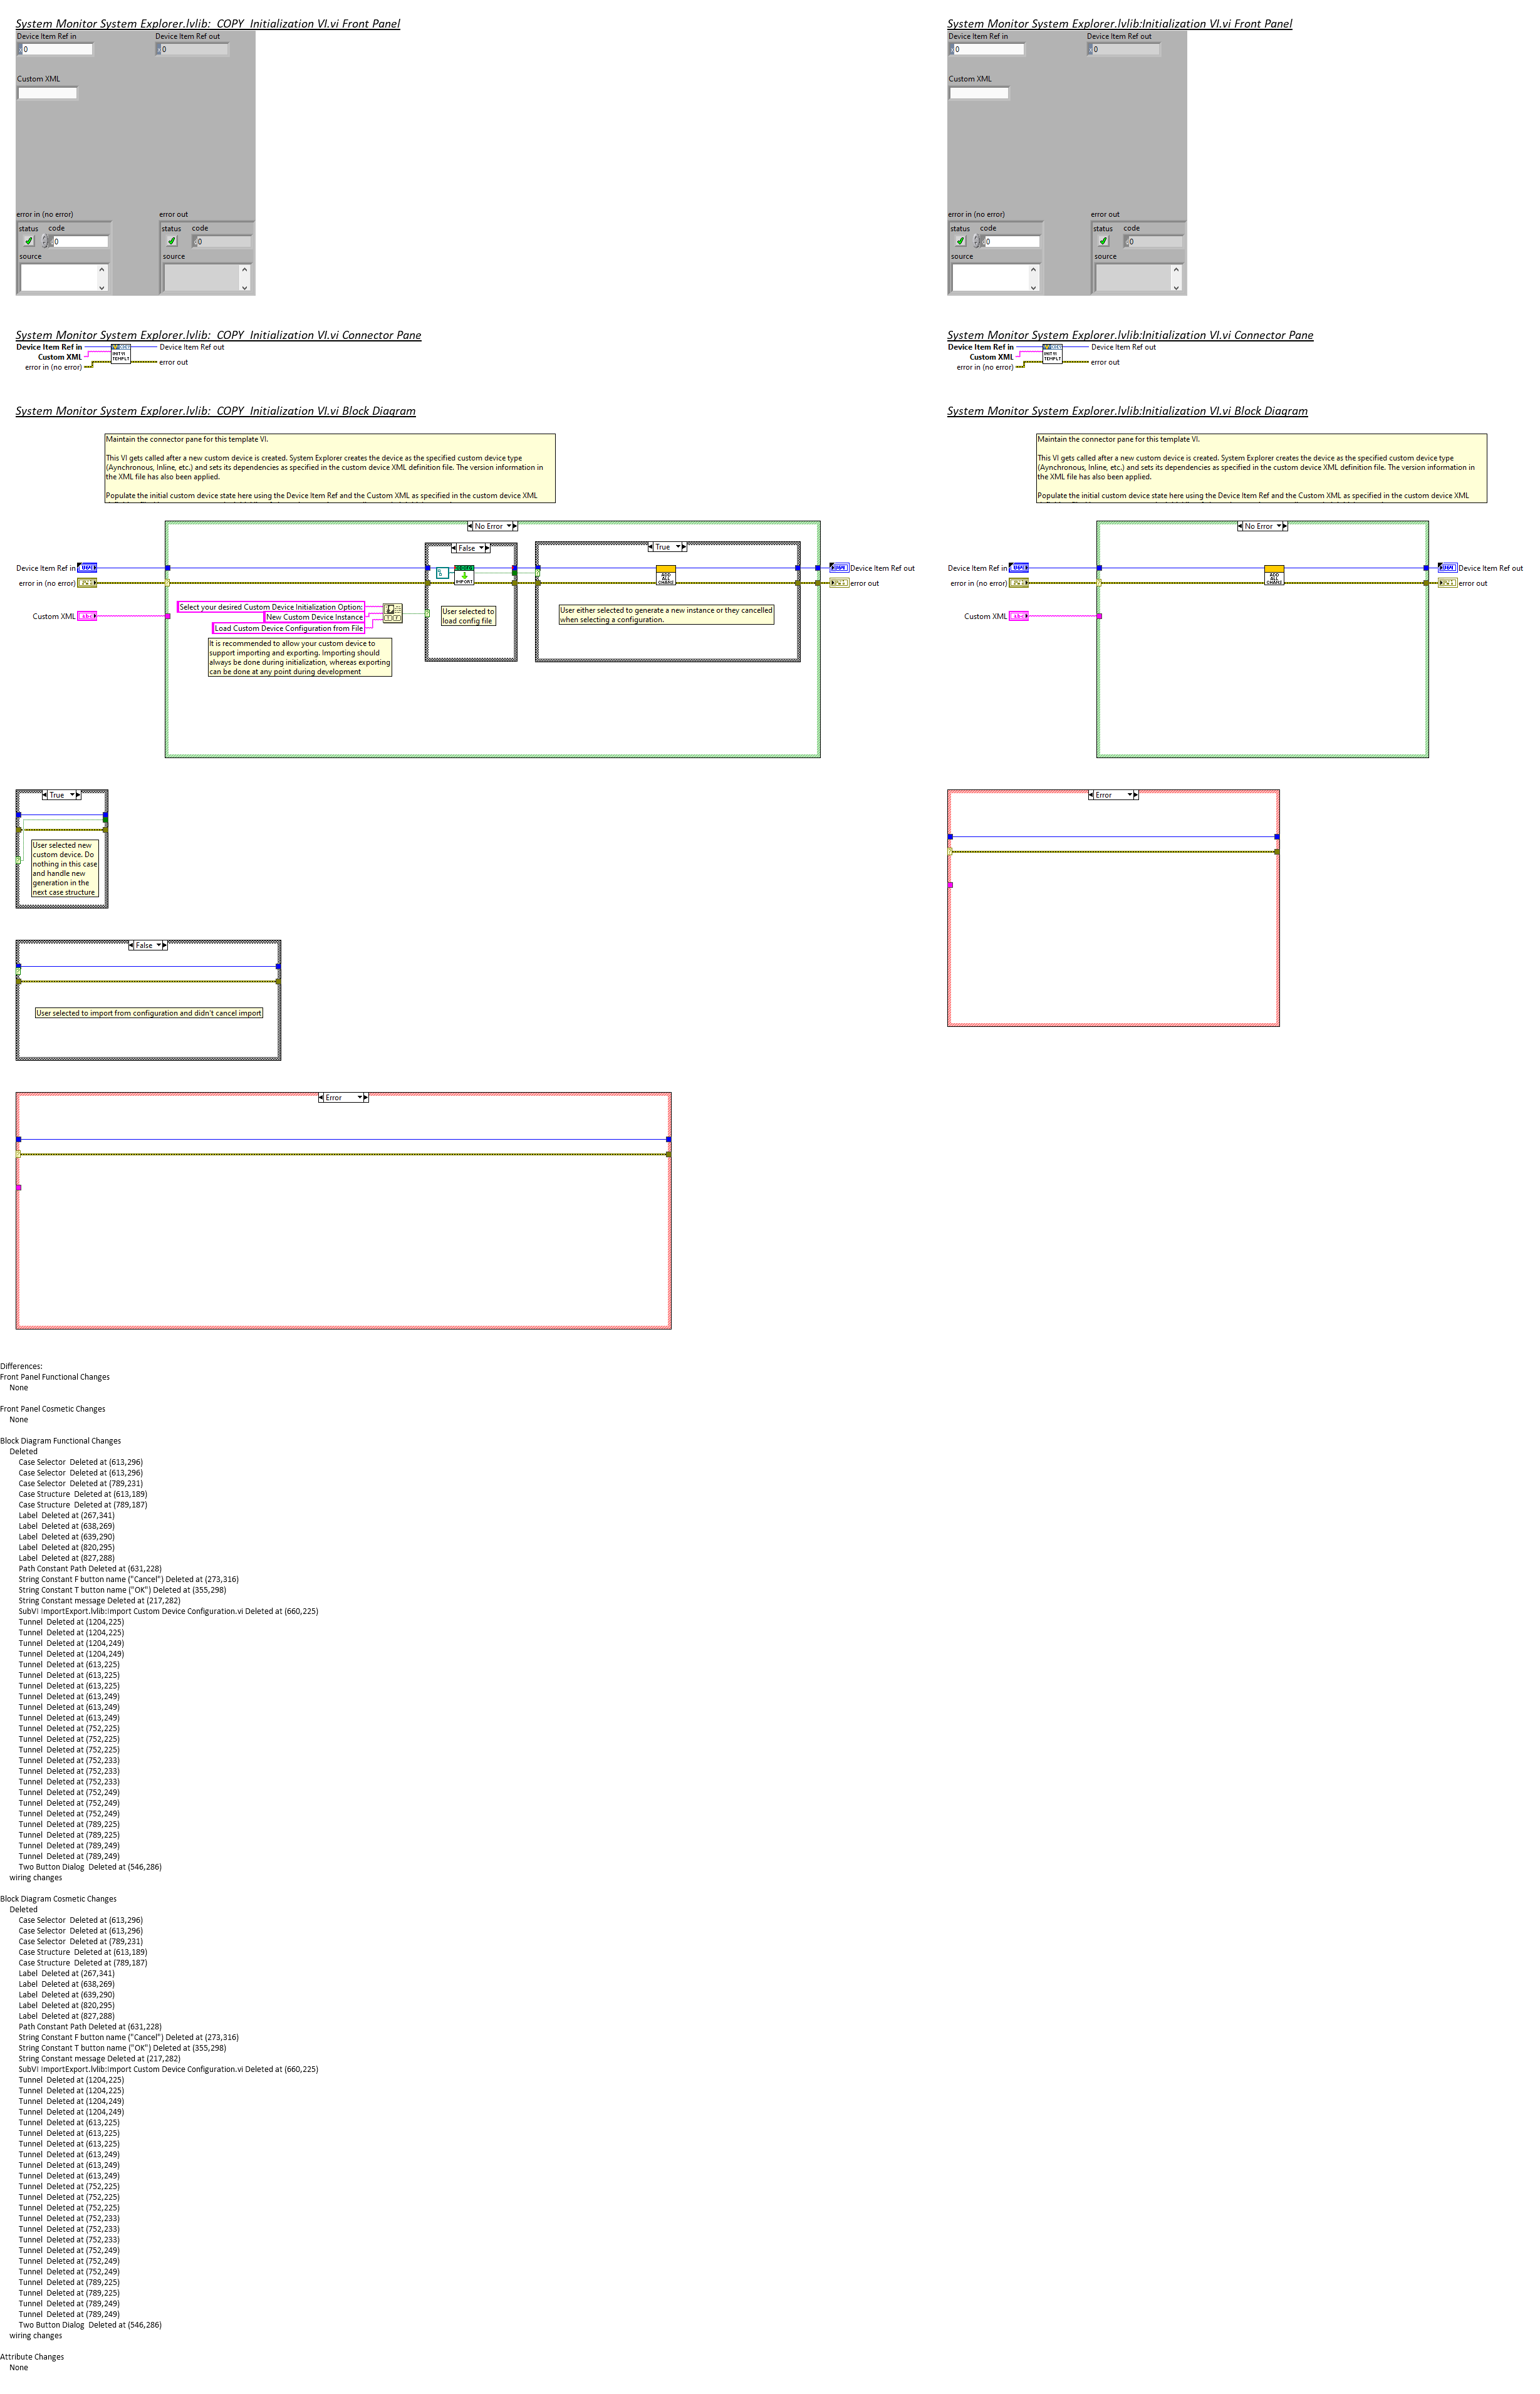 System Monitor System Explorer.lvlib:  COPY  Initialization VI.vi Front Panel
Device Item Ref in
Device Item Ref out
0
0
Custom XML
error in (no error)
error out
status
code
status
code
0
0
source
source
System Monitor System Explorer.lvlib:Initialization VI.vi Front Panel
Device Item Ref in
Device Item Ref out
0
0
Custom XML
error in (no error)
error out
status
code
status
code
0
0
source
source
System Monitor System Explorer.lvlib:  COPY  Initialization VI.vi Connector Pane
Device Item Ref in
Device Item Ref out
Custom XML
error in (no error)
error out
INIT VI
TEMPLT
System Monitor System Explorer.lvlib:Initialization VI.vi Connector Pane
Device Item Ref in
Device Item Ref out
Custom XML
error in (no error)
error out
INIT VI
TEMPLT
System Monitor System Explorer.lvlib:  COPY  Initialization VI.vi Block Diagram
Maintain the connector pane for this template VI.
This VI gets called after a new custom device is created. System Explorer creates the device as the specified custom device type
(Aynchronous, Inline, etc.) and sets its dependencies as specified in the custom device XML definition file. The version information in
the XML file has also been applied.
Populate the initial custom device state here using the Device Item Ref and the Custom XML as specified in the custom device XML
No Error
False
True
Device Item Ref in
error in (no error)
Custom XML
abc
Select your desired Custom Device Initialization Option:
New Custom Device Instance
Load Custom Device Configuration from File
It is recommended to allow your custom device to
support importing and exporting. Importing should
always be done during initialization, whereas exporting
can be done at any point during development
IMPORT
User selected to
load config file
ADD
ALL
CHANS
User either selected to generate a new instance or they cancelled
when selecting a configuration.
Device Item Ref out
error out
System Monitor System Explorer.lvlib:Initialization VI.vi Block Diagram
Maintain the connector pane for this template VI.
This VI gets called after a new custom device is created. System Explorer creates the device as the specified custom device type
(Aynchronous, Inline, etc.) and sets its dependencies as specified in the custom device XML definition file. The version information in
the XML file has also been applied.
Populate the initial custom device state here using the Device Item Ref and the Custom XML as specified in the custom device XML
No Error
Device Item Ref in
error in (no error)
Custom XML
abc
ADD
ALL
CHANS
Device Item Ref out
error out
True
User selected new
custom device. Do
nothing in this case
and handle new
generation in the
next case structure
Error
False
User selected to import from configuration and didn't cancel import
Error
Differences:
Front Panel Functional Changes
None
Front Panel Cosmetic Changes
None
Block Diagram Functional Changes
Deleted
Case Selector  Deleted at (613,296)
Case Selector  Deleted at (613,296)
Case Selector  Deleted at (789,231)
Case Structure  Deleted at (613,189)
Case Structure  Deleted at (789,187)
Label  Deleted at (267,341)
Label  Deleted at (638,269)
Label  Deleted at (639,290)
Label  Deleted at (820,295)
Label  Deleted at (827,288)
Path Constant Path Deleted at (631,228)
String Constant F button name ("Cancel") Deleted at (273,316)
String Constant T button name ("OK") Deleted at (355,298)
String Constant message Deleted at (217,282)
SubVI ImportExport.lvlib:Import Custom Device Configuration.vi Deleted at (660,225)
Tunnel  Deleted at (1204,225)
Tunnel  Deleted at (1204,225)
Tunnel  Deleted at (1204,249)
Tunnel  Deleted at (1204,249)
Tunnel  Deleted at (613,225)
Tunnel  Deleted at (613,225)
Tunnel  Deleted at (613,225)
Tunnel  Deleted at (613,249)
Tunnel  Deleted at (613,249)
Tunnel  Deleted at (613,249)
Tunnel  Deleted at (752,225)
Tunnel  Deleted at (752,225)
Tunnel  Deleted at (752,225)
Tunnel  Deleted at (752,233)
Tunnel  Deleted at (752,233)
Tunnel  Deleted at (752,233)
Tunnel  Deleted at (752,249)
Tunnel  Deleted at (752,249)
Tunnel  Deleted at (752,249)
Tunnel  Deleted at (789,225)
Tunnel  Deleted at (789,225)
Tunnel  Deleted at (789,249)
Tunnel  Deleted at (789,249)
Two Button Dialog  Deleted at (546,286)
wiring changes
Block Diagram Cosmetic Changes
Deleted
Case Selector  Deleted at (613,296)
Case Selector  Deleted at (613,296)
Case Selector  Deleted at (789,231)
Case Structure  Deleted at (613,189)
Case Structure  Deleted at (789,187)
Label  Deleted at (267,341)
Label  Deleted at (638,269)
Label  Deleted at (639,290)
Label  Deleted at (820,295)
Label  Deleted at (827,288)
Path Constant Path Deleted at (631,228)
String Constant F button name ("Cancel") Deleted at (273,316)
String Constant T button name ("OK") Deleted at (355,298)
String Constant message Deleted at (217,282)
SubVI ImportExport.lvlib:Import Custom Device Configuration.vi Deleted at (660,225)
Tunnel  Deleted at (1204,225)
Tunnel  Deleted at (1204,225)
Tunnel  Deleted at (1204,249)
Tunnel  Deleted at (1204,249)
Tunnel  Deleted at (613,225)
Tunnel  Deleted at (613,225)
Tunnel  Deleted at (613,225)
Tunnel  Deleted at (613,249)
Tunnel  Deleted at (613,249)
Tunnel  Deleted at (613,249)
Tunnel  Deleted at (752,225)
Tunnel  Deleted at (752,225)
Tunnel  Deleted at (752,225)
Tunnel  Deleted at (752,233)
Tunnel  Deleted at (752,233)
Tunnel  Deleted at (752,233)
Tunnel  Deleted at (752,249)
Tunnel  Deleted at (752,249)
Tunnel  Deleted at (752,249)
Tunnel  Deleted at (789,225)
Tunnel  Deleted at (789,225)
Tunnel  Deleted at (789,249)
Tunnel  Deleted at (789,249)
Two Button Dialog  Deleted at (546,286)
wiring changes
Attribute Changes
None